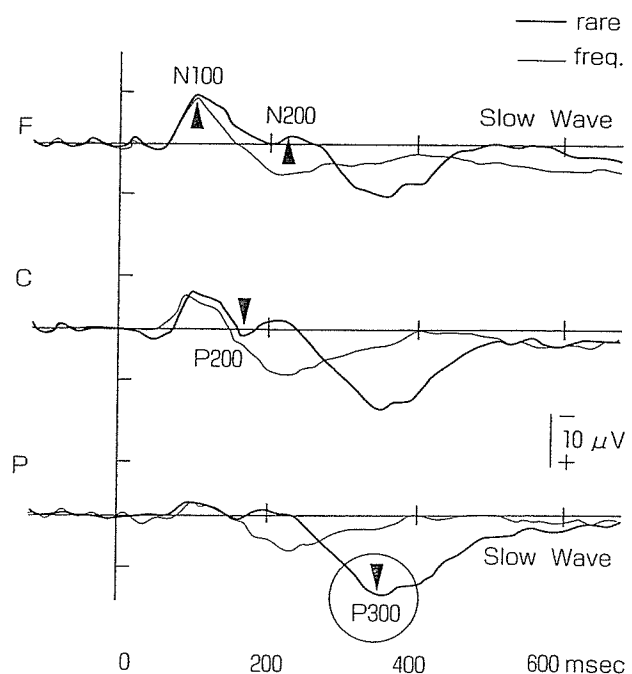 rare
freq.
N100
N200
F
Slow Wave
C
P200
−
10 μV
+
P
Slow Wave
P300
0 200 400 600 msec